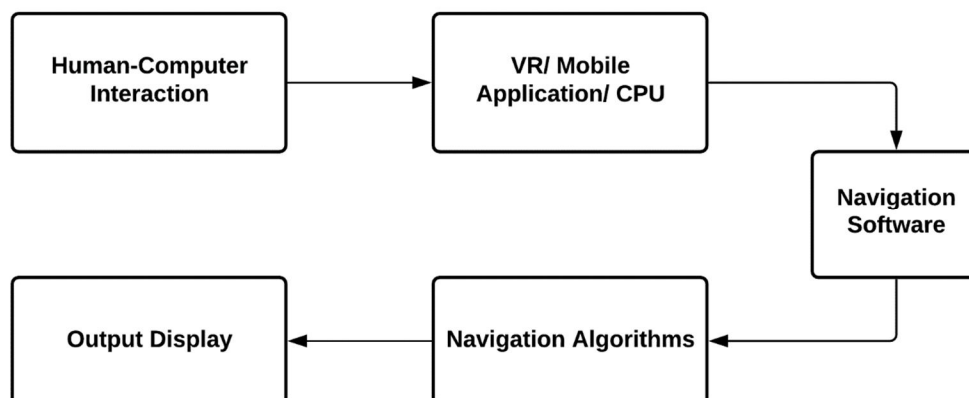 Human-Computer
Interaction
VR/ Mobile
Application/ CPU
Navigation
Software
Output Display
Navigation Algorithms